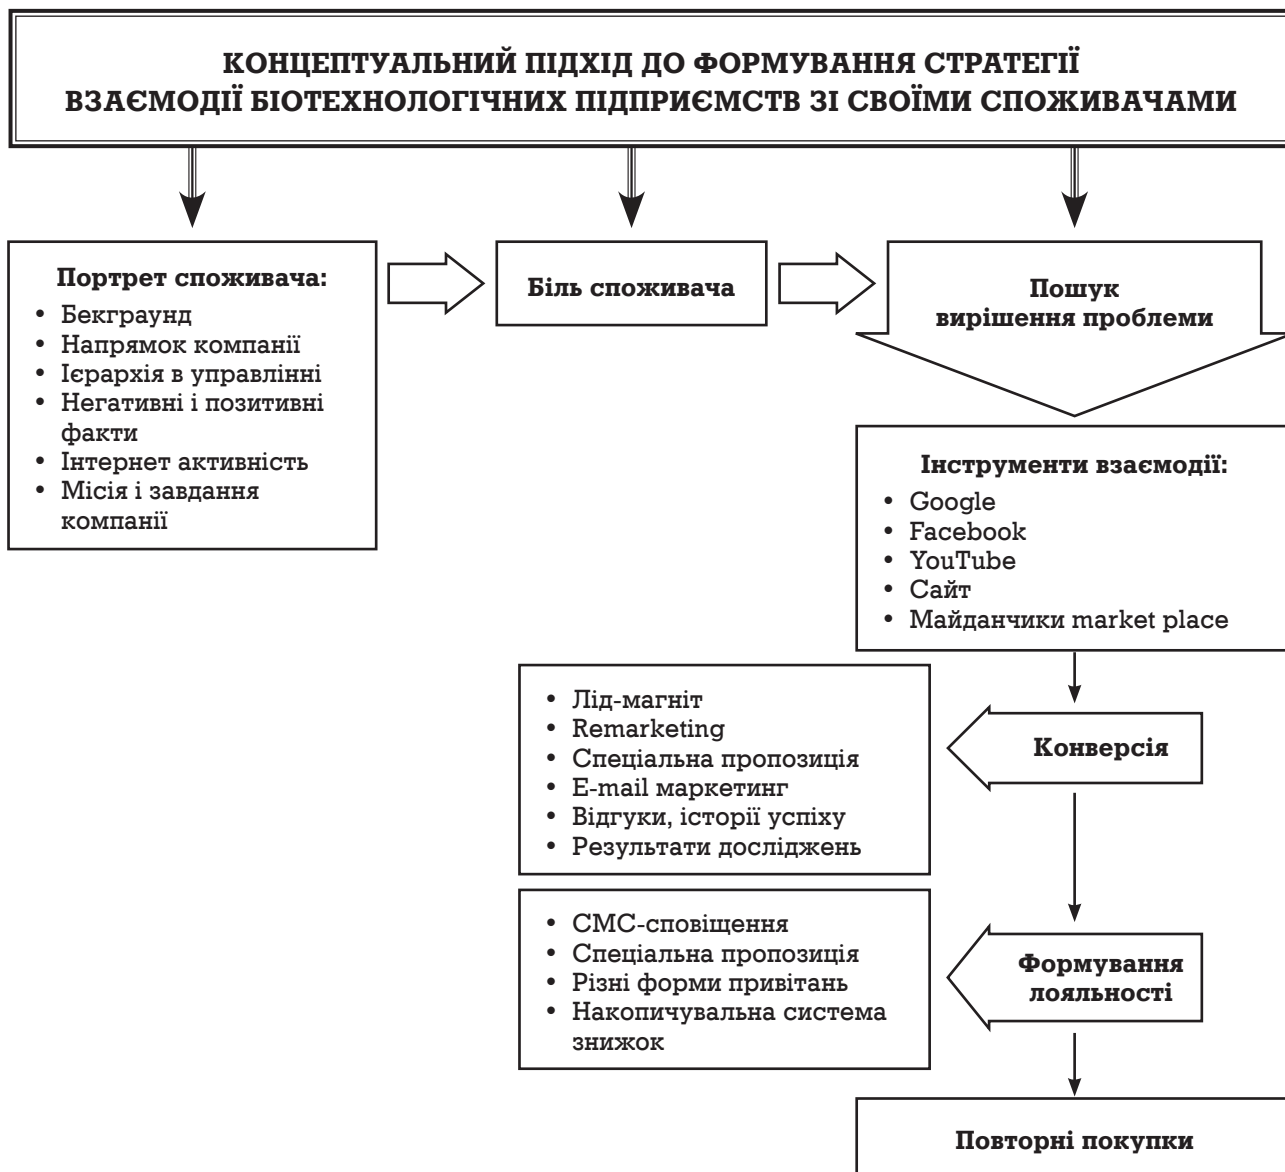 КОНЦЕПТУАЛЬНИЙ ПІДХІД ДО ФОРМУВАННЯ СТРАТЕГІЇ
ВЗАЄМОДІЇ БІОТЕХНОЛОГІЧНИХ ПІДПРИЄМСТВ ЗІ СВОЇМИ СПОЖИВАЧАМИ
Портрет споживача:
• Бекграунд
• Напрямок компанії
• Ієрархія в управлінні
• Негативні і позитивні
факти
• Інтернет активність
• Місія і завдання
компанії
Біль споживача
Пошук
вирішення проблеми
Інструменти взаємодії:
• Google
• Facebook
• YouTube
• Сайт
• Майданчики market place
• Лід-магніт
• Remarketing
• Спеціальна пропозиція
• E-mail маркетинг
• Відгуки, історії успіху
• Результати досліджень
Конверсія
• СМС-сповіщення
• Спеціальна пропозиція
• Різні форми привітань
• Накопичувальна система
знижок
Формування
лояльності
Повторні покупки